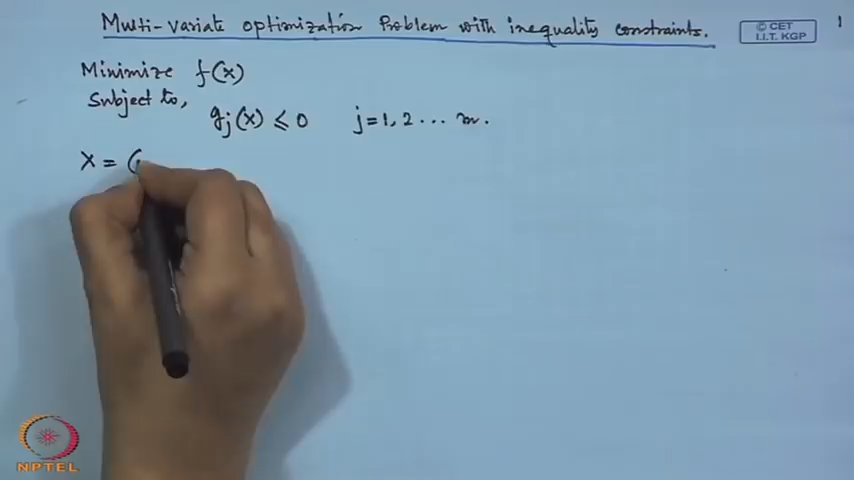 Multi-variate optimization Problem with inequality constraints.
© CET
I.I.T. KGP
1
Minimize f(x)
Subject to,
gj(x) ≤ 0 j=1,2 ... m.
X = (
NPTEL